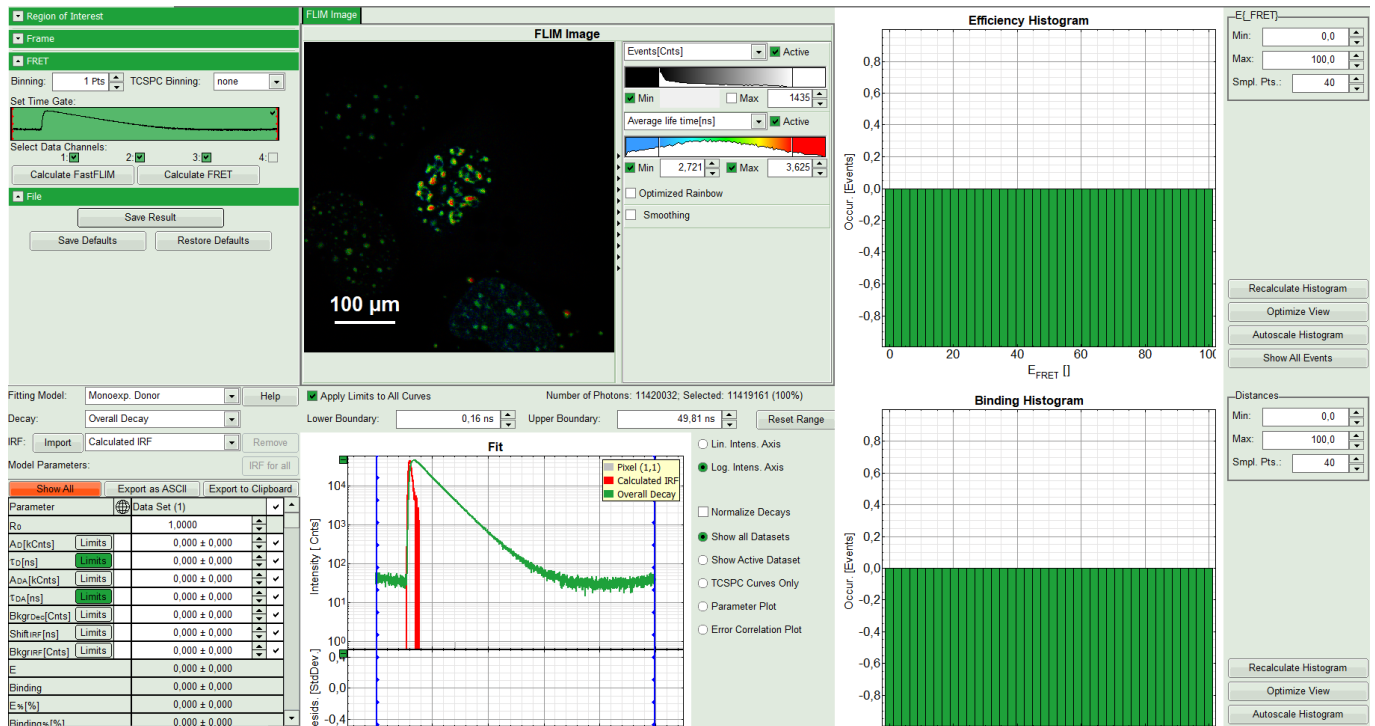 Region of Interest
Frame
FRET
Binning: 1 Pts TCSPC Binning: none
Set Time Gate:
Select Data Channels:
1: 2: 3: 4:
Calculate FastFLIM Calculate FRET
File
Save Result
Save Defaults Restore Defaults
FLIM Image
FLIM Image
100 µm
Events[Cnts] Active
Min Max 1435
Average life time[ns] Active
Min 2,721 Max 3,625
Optimized Rainbow
Smoothing
Fitting Model: Monoexp. Donor Help
Decay: Overall Decay
IRF: Import Calculated IRF Remove
Model Parameters: IRF for all
Show All Export as ASCII Export to Clipboard
Parameter Data Set (1)
R0 1,0000
AD[kCnts] Limits 0,000 ± 0,000
τD[ns] Limits 0,000 ± 0,000
ADA[kCnts] Limits 0,000 ± 0,000
τDA[ns] Limits 0,000 ± 0,000
BkgrDec[Cnts] Limits 0,000 ± 0,000
ShiftIRF[ns] Limits 0,000 ± 0,000
BkgrIRF[Cnts] Limits 0,000 ± 0,000
E 0,000 ± 0,000
Binding 0,000 ± 0,000
E%[%] 0,000 ± 0,000
Binding%[%] 0,000 ± 0,000
Apply Limits to All Curves Number of Photons: 11420032; Selected: 11419161 (100%)
Lower Boundary: 0,16 ns Upper Boundary: 49,81 ns Reset Range
Fit
Pixel (1,1)
Calculated IRF
Overall Decay
Intensity [ Cnts]
10⁴
10³
10²
10¹
10⁰
0,0
-0,4
Lin. Intens. Axis
Log. Intens. Axis
Normalize Decays
Show all Datasets
Show Active Dataset
TCSPC Curves Only
Parameter Plot
Error Correlation Plot
Efficiency Histogram
Occur. [Events]
0,8
0,6
0,4
0,2
0,0
-0,2
-0,4
-0,6
-0,8
0 20 40 60 80
EFRET []
Binding Histogram
Occur. [Events]
0,8
0,6
0,4
0,2
0,0
-0,2
-0,4
-0,6
-0,8
E[_FRET]
Min: 0,0
Max: 100,0
Smpl. Pts.: 40
Recalculate Histogram
Optimize View
Autoscale Histogram
Show All Events
Distances
Min: 0,0
Max: 100,0
Smpl. Pts.: 40
Recalculate Histogram
Optimize View
Autoscale Histogram